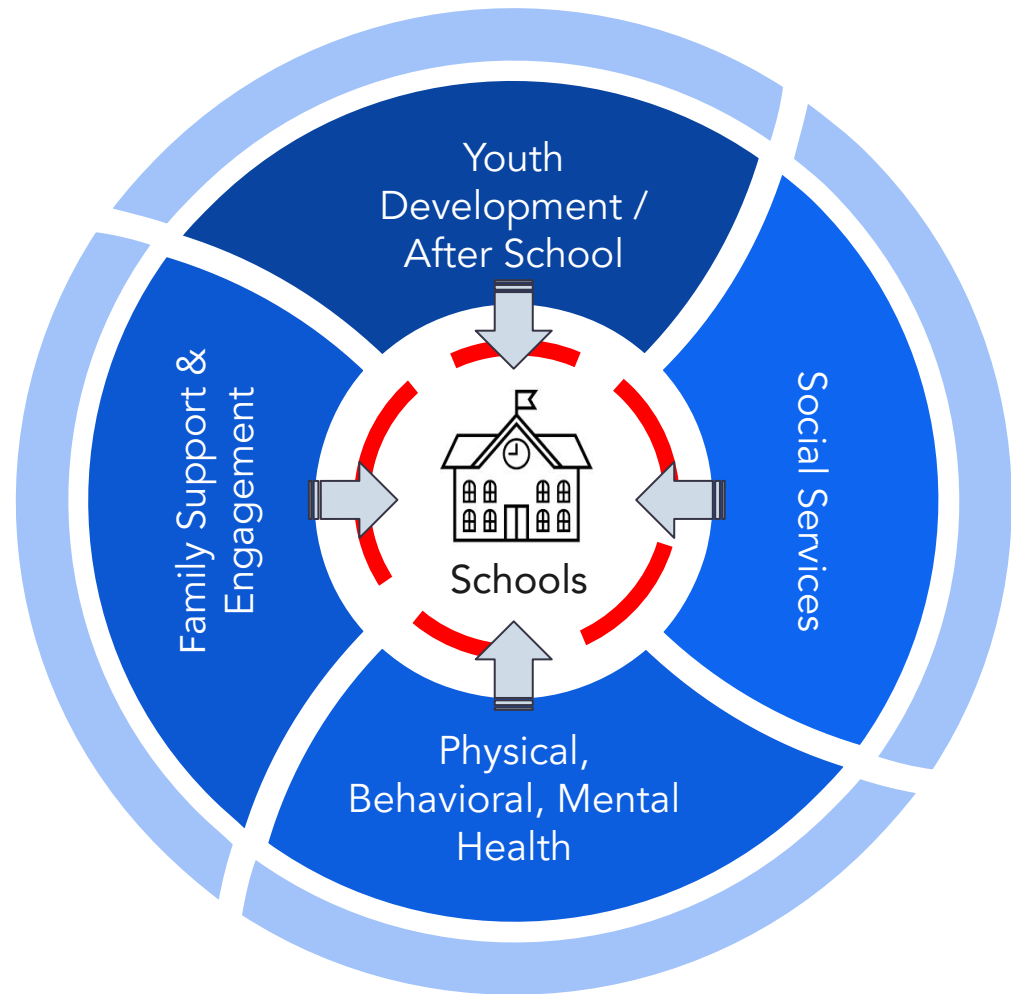 Youth
Development /
After School
Family Support &
Engagement
Social Services
Schools
Physical,
Behavioral, Mental
Health